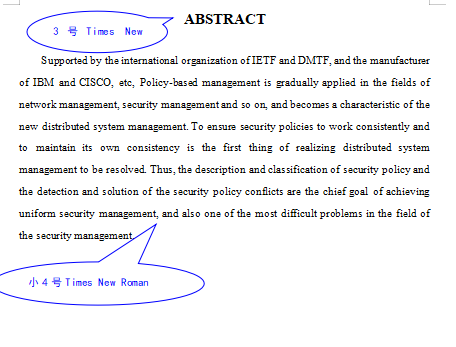 3 号 Times New
ABSTRACT
Supported by the international organization of IETF and DMTF, and the manufacturer
of IBM and CISCO, etc, Policy-based management is gradually applied in the fields of
network management, security management and so on, and becomes a characteristic of the
new distributed system management. To ensure security policies to work consistently and
to maintain its own consistency is the first thing of realizing distributed system
management to be resolved. Thus, the description and classification of security policy and
the detection and solution of the security policy conflicts are the chief goal of achieving
uniform security management, and also one of the most difficult problems in the field of
the security management.
小 4 号 Times New Roman